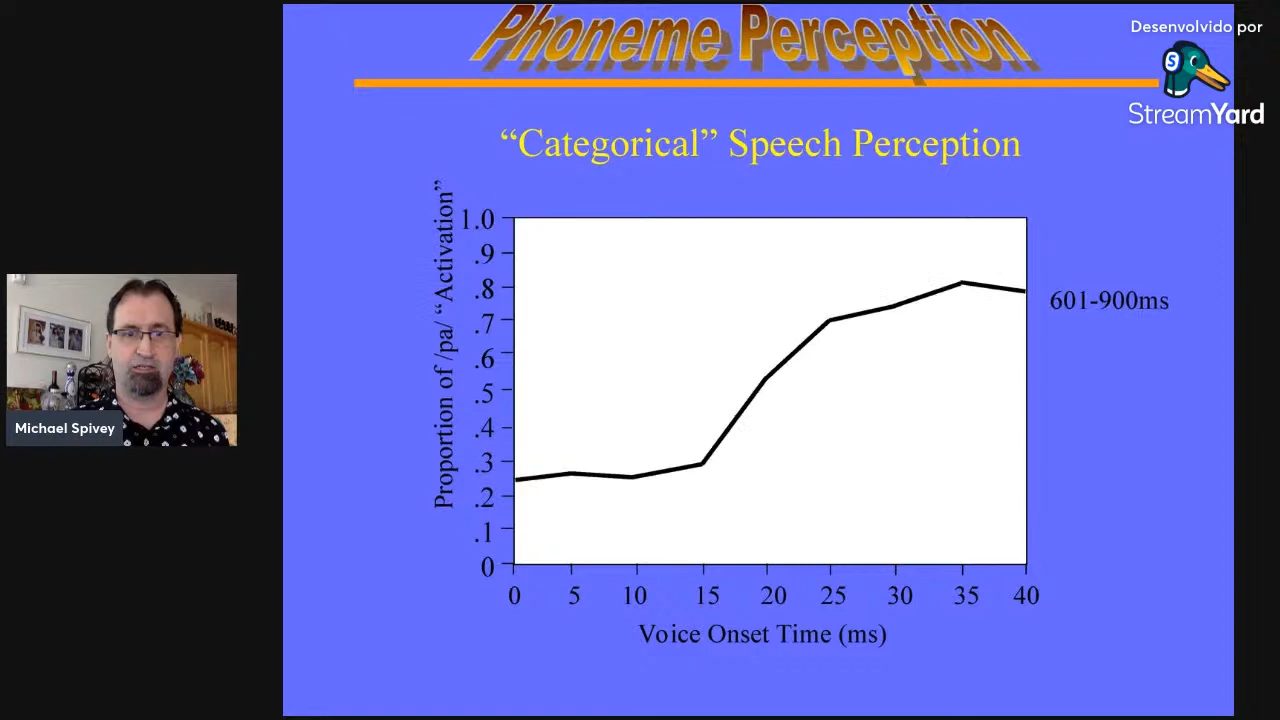 Phoneme Perception
Desenvolvido por
StreamYard
“Categorical” Speech Perception
Proportion of /pa/ “Activation”
1.0
.9
.8
.7
.6
.5
.4
.3
.2
.1
0
601-900ms
0 5 10 15 20 25 30 35 40
Voice Onset Time (ms)
Michael Spivey